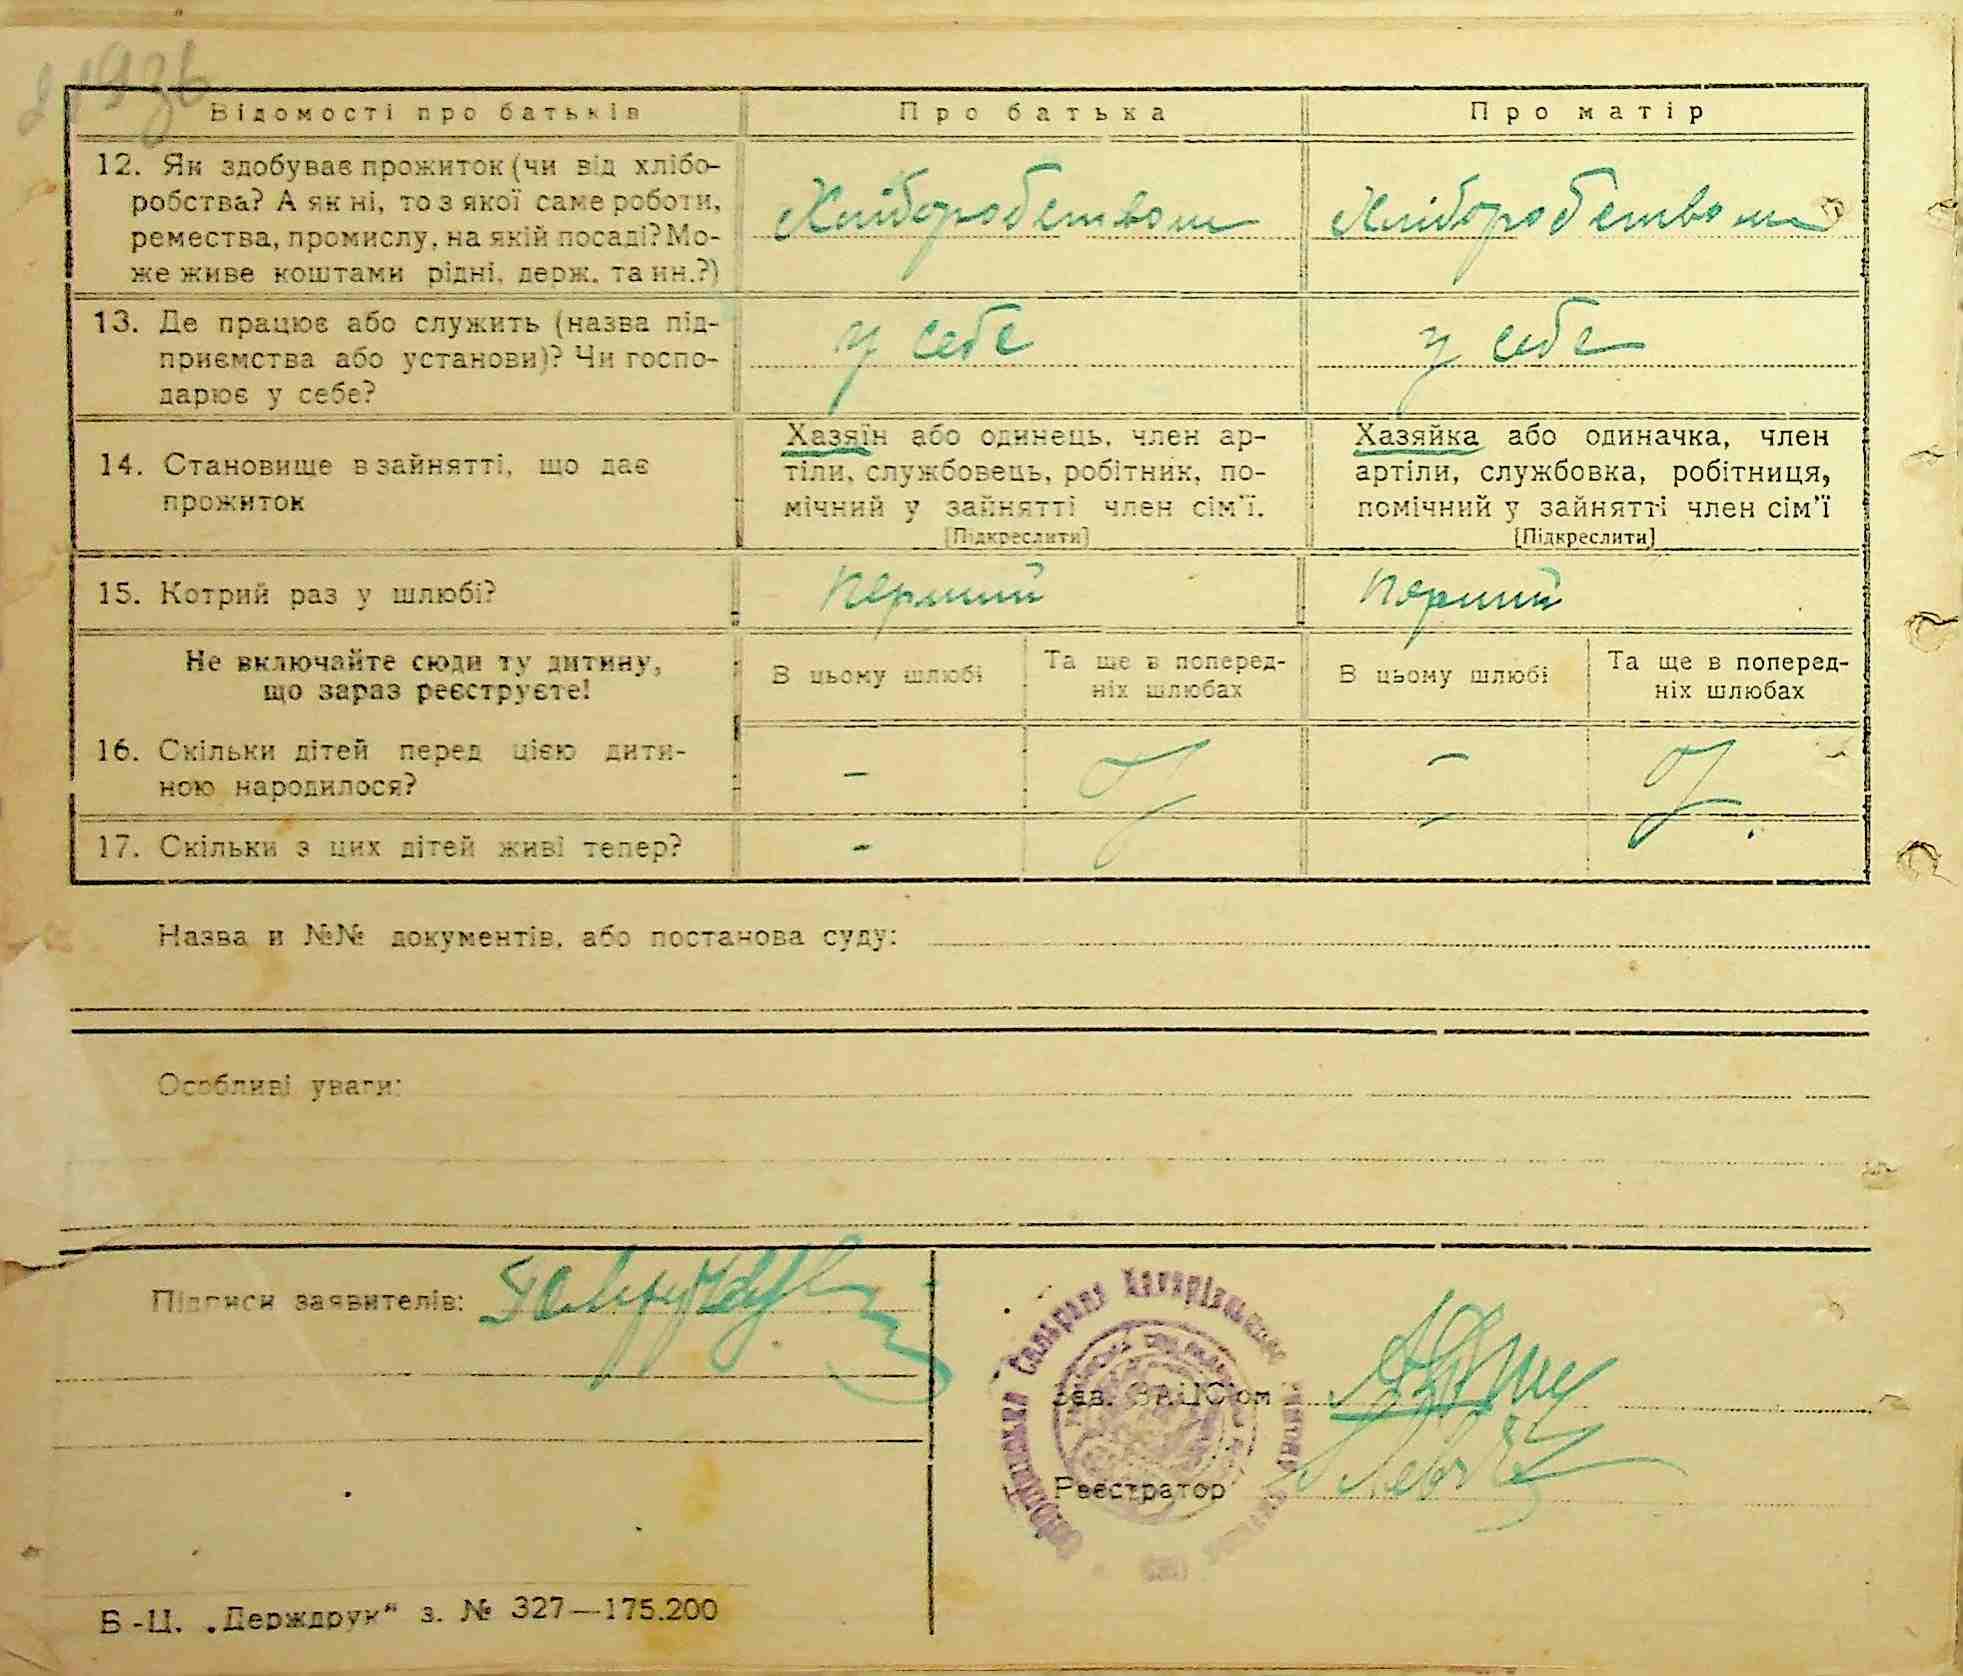 Відомості про батьків Про батька Про матір
12. Як здобуває прожиток (чи від хлібо-
робства? А як ні, то з якої саме роботи,
ремества, промислу, на якій посаді? Мо-
же живе коштами рідні, держ. та ин.?)
Хліборобством Хліборобством
13. Де працює або служить (назва під-
приємства або установи)? Чи госпо-
дарює у себе?
у себе у себе
14. Становище в зайнятті, що дає
прожиток
Хазяїн або одинець, член ар-
тіли, службовець, робітник, по-
мічний у зайнятті член сім'ї.
[Підкреслити]
Хазяйка або одиначка, член
артіли, службовка, робітниця,
помічний у зайнятті член сім'ї
[Підкреслити]
15. Котрий раз у шлюбі? перший перший
Не включайте сюди ту дитину,
що зараз реєструєте!
В цьому шлюбі
Та ще в поперед-
ніх шлюбах
В цьому шлюбі
Та ще в поперед-
ніх шлюбах
16. Скільки дітей перед цією дити-
ною народилося?
- -
17. Скільки з цих дітей живі тепер?
- -
Назва и №№ документів, або постанова суду:
Особливі уваги:
Підписи заявителів:
Зав. ЗАЦС'ом
Реєстратор
Б-Ц. „Держдрук" з. № 327—175.200